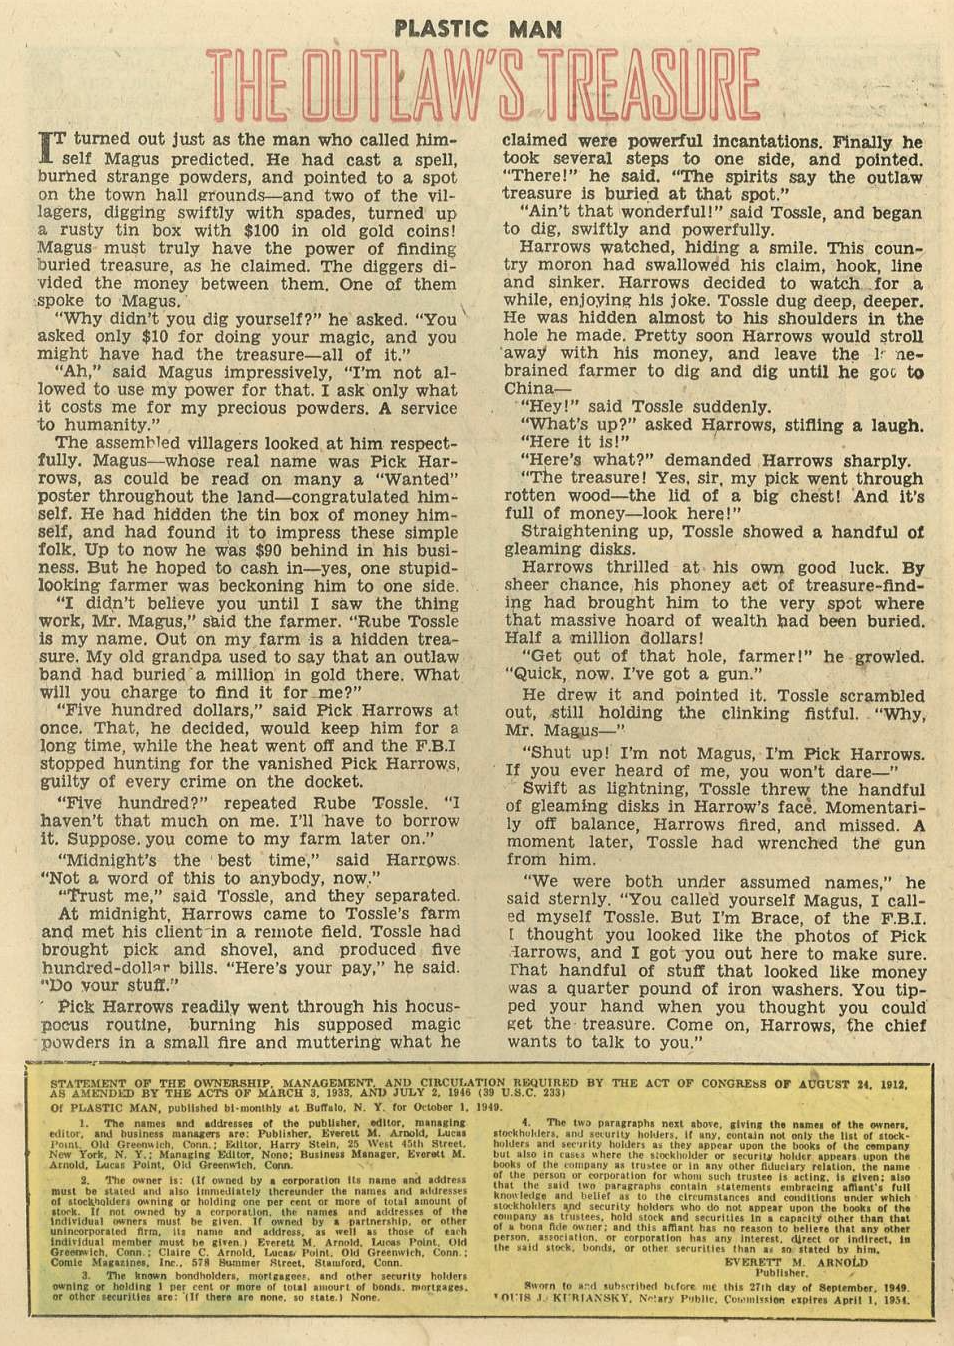 PLASTIC MAN
THE OUTLAW'S TREASURE
IT turned out just as the man who called him-
self Magus predicted. He had cast a spell,
burned strange powders, and pointed to a spot
on the town hall grounds—and two of the vil-
lagers, digging swiftly with spades, turned up
a rusty tin box with $100 in old gold coins!
Magus must truly have the power of finding
buried treasure, as he claimed. The diggers di-
vided the money between them. One of them
spoke to Magus.
"Why didn't you dig yourself?" he asked. "You
asked only $10 for doing your magic, and you
might have had the treasure—all of it."
"Ah," said Magus impressively, "I'm not al-
lowed to use my power for that. I ask only what
it costs me for my precious powders. A service
to humanity."
The assembled villagers looked at him respect-
fully. Magus—whose real name was Pick Har-
rows, as could be read on many a "Wanted"
poster throughout the land—congratulated him-
self. He had hidden the tin box of money him-
self, and had found it to impress these simple
folk. Up to now he was $90 behind in his busi-
ness. But he hoped to cash in—yes, one stupid-
looking farmer was beckoning him to one side.
"I didn't believe you until I saw the thing
work, Mr. Magus," said the farmer. "Rube Tossle
is my name. Out on my farm is a hidden trea-
sure. My old grandpa used to say that an outlaw
band had buried a million in gold there. What
will you charge to find it for me?"
"Five hundred dollars," said Pick Harrows at
once. That, he decided, would keep him for a
long time, while the heat went off and the F.B.I
stopped hunting for the vanished Pick Harrows,
guilty of every crime on the docket.
"Five hundred?" repeated Rube Tossle. "I
haven't that much on me. I'll have to borrow
it. Suppose you come to my farm later on."
"Midnight's the best time," said Harrows.
"Not a word of this to anybody, now."
"Trust me," said Tossle, and they separated.
At midnight, Harrows came to Tossle's farm
and met his client in a remote field. Tossle had
brought pick and shovel, and produced five
hundred-dollar bills. "Here's your pay," he said.
"Do your stuff."
Pick Harrows readily went through his hocus-
pocus routine, burning his supposed magic
powders in a small fire and muttering what he
claimed were powerful incantations. Finally he
took several steps to one side, and pointed.
"There!" he said. "The spirits say the outlaw
treasure is buried at that spot."
"Ain't that wonderful!" said Tossle, and began
to dig, swiftly and powerfully.
Harrows watched, hiding a smile. This coun-
try moron had swallowed his claim, hook, line
and sinker. Harrows decided to watch for a
while, enjoying his joke. Tossle dug deep, deeper.
He was hidden almost to his shoulders in the
hole he made. Pretty soon Harrows would stroll
away with his money, and leave the ne-
brained farmer to dig and dig until he got to
China—
"Hey!" said Tossle suddenly.
"What's up?" asked Harrows, stifling a laugh.
"Here it is!"
"Here's what?" demanded Harrows sharply.
"The treasure! Yes, sir, my pick went through
rotten wood—the lid of a big chest! And it's
full of money—look here!"
Straightening up, Tossle showed a handful of
gleaming disks.
Harrows thrilled at his own good luck. By
sheer chance, his phoney act of treasure-find-
ing had brought him to the very spot where
that massive hoard of wealth had been buried.
Half a million dollars!
"Get out of that hole, farmer!" he growled.
"Quick, now. I've got a gun."
He drew it and pointed it. Tossle scrambled
out, still holding the clinking fistful. "Why,
Mr. Magus—"
"Shut up! I'm not Magus, I'm Pick Harrows.
If you ever heard of me, you won't dare—"
Swift as lightning, Tossle threw the handful
of gleaming disks in Harrow's face. Momentari-
ly off balance, Harrows fired, and missed. A
moment later, Tossle had wrenched the gun
from him.
"We were both under assumed names," he
said sternly. "You called yourself Magus, I call-
ed myself Tossle. But I'm Brace, of the F.B.I.
I thought you looked like the photos of Pick
Harrows, and I got you out here to make sure.
That handful of stuff that looked like money
was a quarter pound of iron washers. You tip-
ped your hand when you thought you could
get the treasure. Come on, Harrows, the chief
wants to talk to you."
STATEMENT OF THE OWNERSHIP, MANAGEMENT, AND CIRCULATION REQUIRED BY THE ACT OF CONGRESS OF AUGUST 24, 1912,
AS AMENDED BY THE ACTS OF MARCH 3, 1933, AND JULY 2, 1946 (39 U.S.C. 233)
Of PLASTIC MAN, published bi-monthly at Buffalo, N. Y. for October 1, 1949.
1. The names and addresses of the publisher, editor, managing
editor, and business managers are: Publisher, Everett M. Arnold, Lucas
Point, Old Greenwich, Conn.; Editor, Harry Stein, 25 West 45th Street,
New York, N. Y.; Managing Editor, None; Business Manager, Everett M.
Arnold, Lucas Point, Old Greenwich, Conn.
2. The owner is: (If owned by a corporation its name and address
must be stated and also immediately thereunder the names and addresses
of stockholders owning or holding one per cent or more of total amount of
stock. If not owned by a corporation, the names and addresses of the
individual owners must be given. If owned by a partnership, or other
unincorporated firm, its name and address, as well as those of each
individual member must be given.) Everett M. Arnold, Lucas Point, Old
Greenwich, Conn.; Claire C. Arnold, Lucas Point, Old Greenwich, Conn.;
Comic Magazines, Inc., 578 Summer Street, Stamford, Conn.
3. The known bondholders, mortgagees, and other security holders
owning or holding 1 per cent or more of total amount of bonds, mortgages,
or other securities are: (If there are none, so state.) None.
4. The two paragraphs next above, giving the names of the owners,
stockholders, and security holders, if any, contain not only the list of stock-
holders and security holders as they appear upon the books of the company
but also in cases where the stockholder or security holder appears upon the
books of the company as trustee or in any other fiduciary relation, the name
of the person or corporation for whom such trustee is acting, is given; also
that the said two paragraphs contain statements embracing affiant's full
knowledge and belief as to the circumstances and conditions under which
stockholders and security holders who do not appear upon the books of the
company as trustees, hold stock and securities in a capacity other than that
of a bona fide owner; and this affiant has no reason to believe that any other
person, association, or corporation has any interest, direct or indirect, in
the said stock, bonds, or other securities than as so stated by him.
EVERETT M. ARNOLD
Publisher.
Sworn to and subscribed before me this 27th day of September, 1949.
LOUIS J. KURIANSKY, Notary Public, Commission expires April 1, 1954.